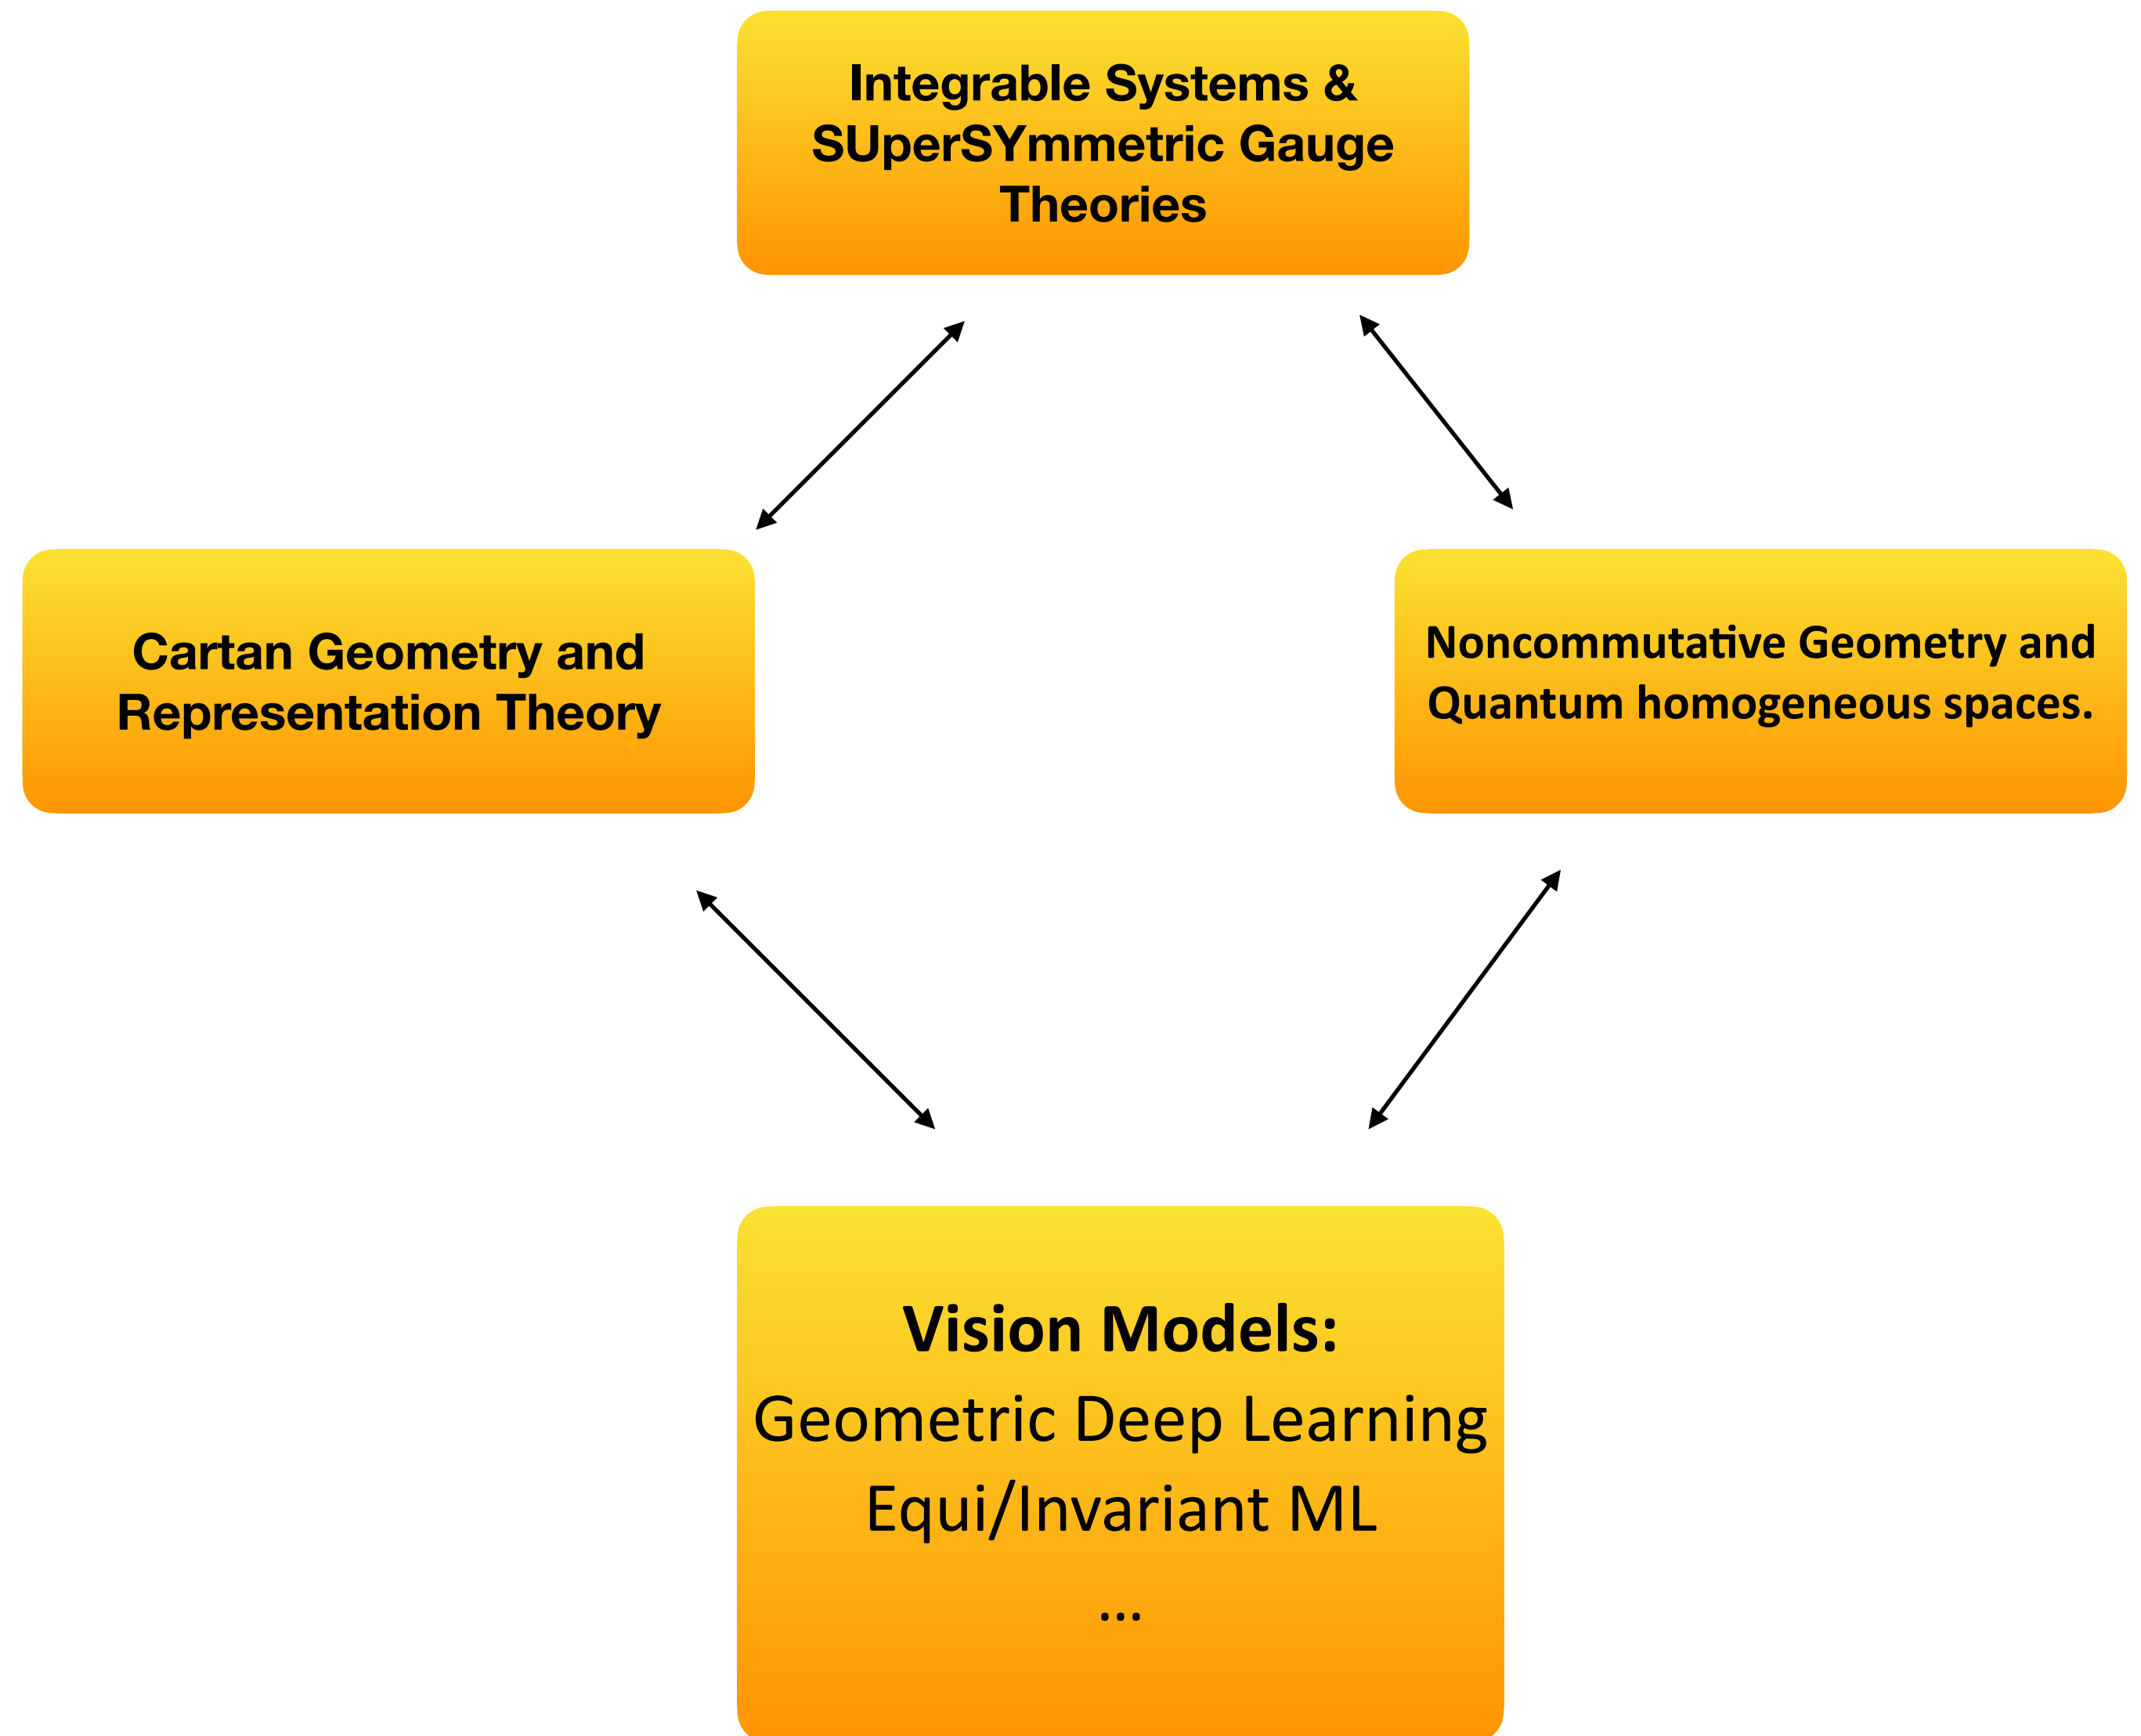 Integrable Systems &
SUperSYmmetric Gauge
Theories
Cartan Geometry and
Representation THeory
Noncommutative Geometry and
Quantum homogeneous spaces.
Vision Models:
Geometric Deep Learning
Equi/Invariant ML
...